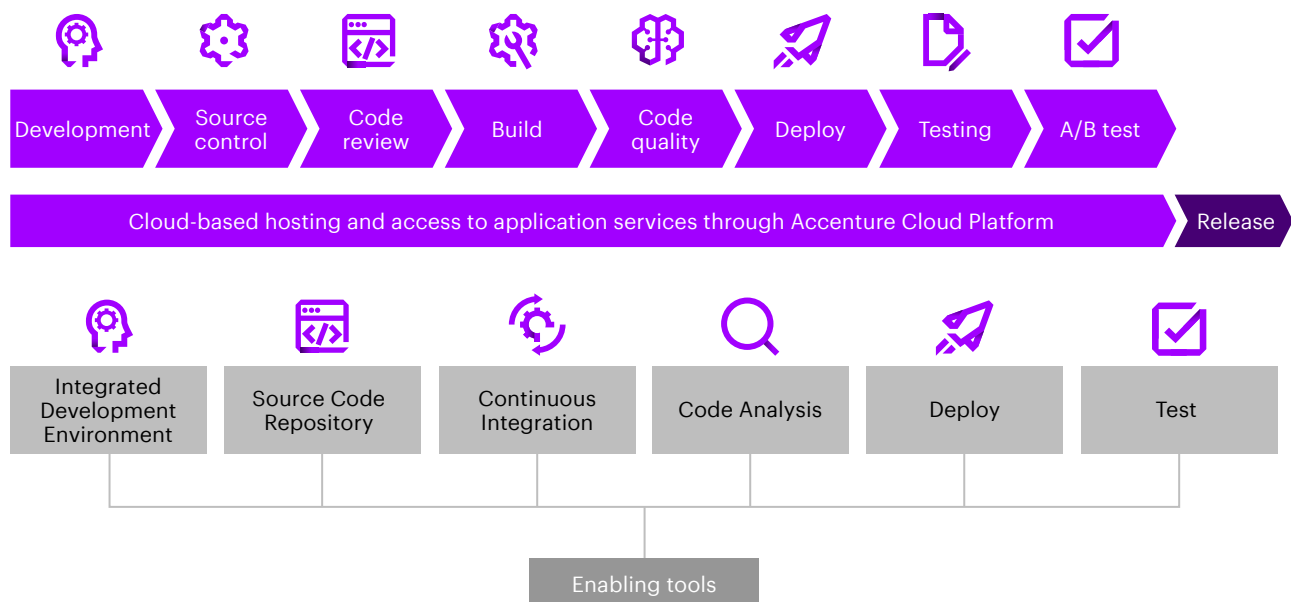 Development
Source
control
Code
review
Build
Code
quality
Deploy
Testing
A/B test
Cloud-based hosting and access to application services through Accenture Cloud Platform
Release
Integrated
Development
Environment
Source Code
Repository
Continuous
Integration
Code Analysis
Deploy
Test
Enabling tools